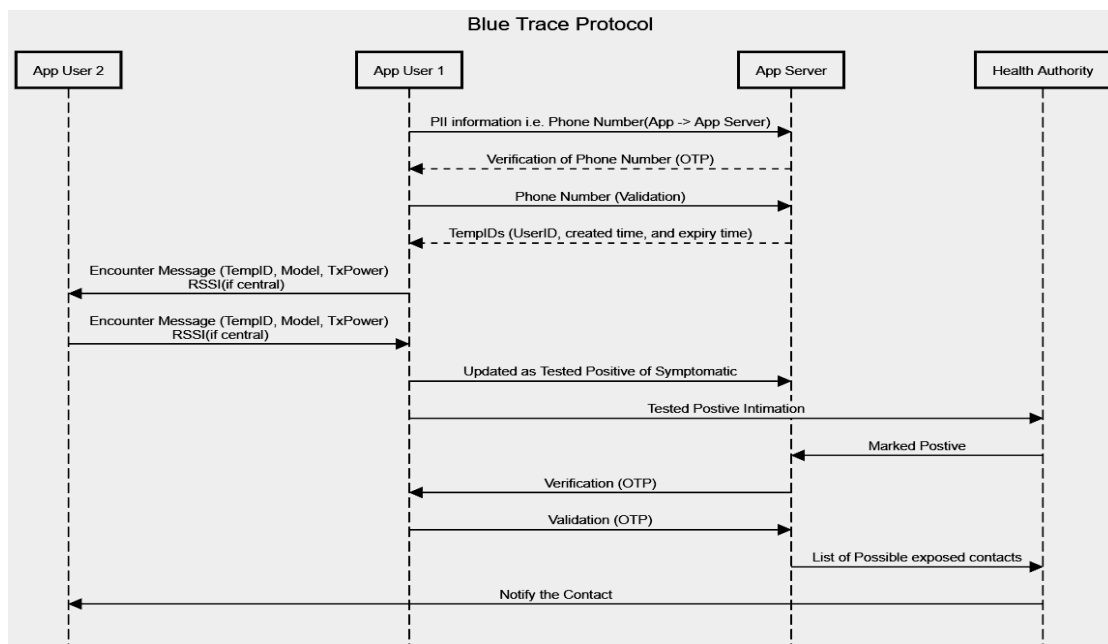 Blue Trace Protocol
App User 2
App User 1
App Server
Health Authority
PII information i.e. Phone Number(App -> App Server)
Verification of Phone Number (OTP)
Phone Number (Validation)
TempIDs (UserID, created time, and expiry time)
Encounter Message (TempID, Model, TxPower)
RSSI(if central)
Encounter Message (TempID, Model, TxPower)
RSSI(if central)
Updated as Tested Positive of Symptomatic
Tested Postive Intimation
Marked Postive
Verification (OTP)
Validation (OTP)
List of Possible exposed contacts
Notify the Contact